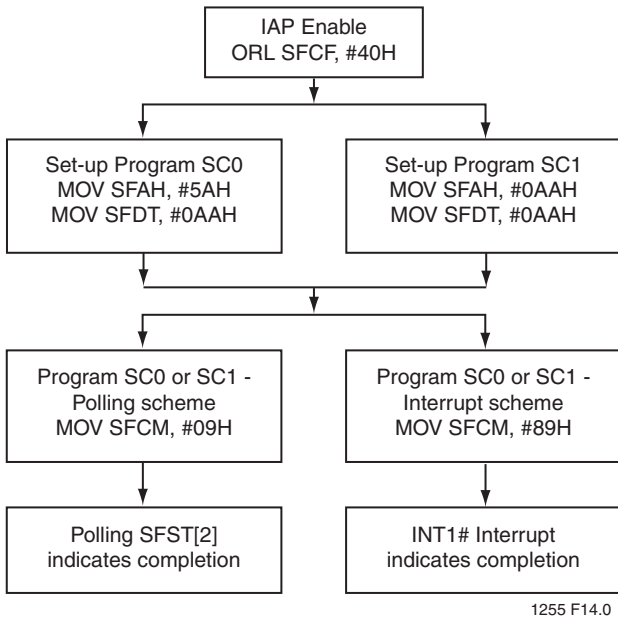 IAP Enable
ORL SFCF, #40H
Set-up Program SC0
MOV SFAH, #5AH
MOV SFDT, #0AAH
Set-up Program SC1
MOV SFAH, #0AAH
MOV SFDT, #0AAH
Program SC0 or SC1 -
Polling scheme
MOV SFCM, #09H
Program SC0 or SC1 -
Interrupt scheme
MOV SFCM, #89H
Polling SFST[2]
indicates completion
INT1# Interrupt
indicates completion
1255 F14.0